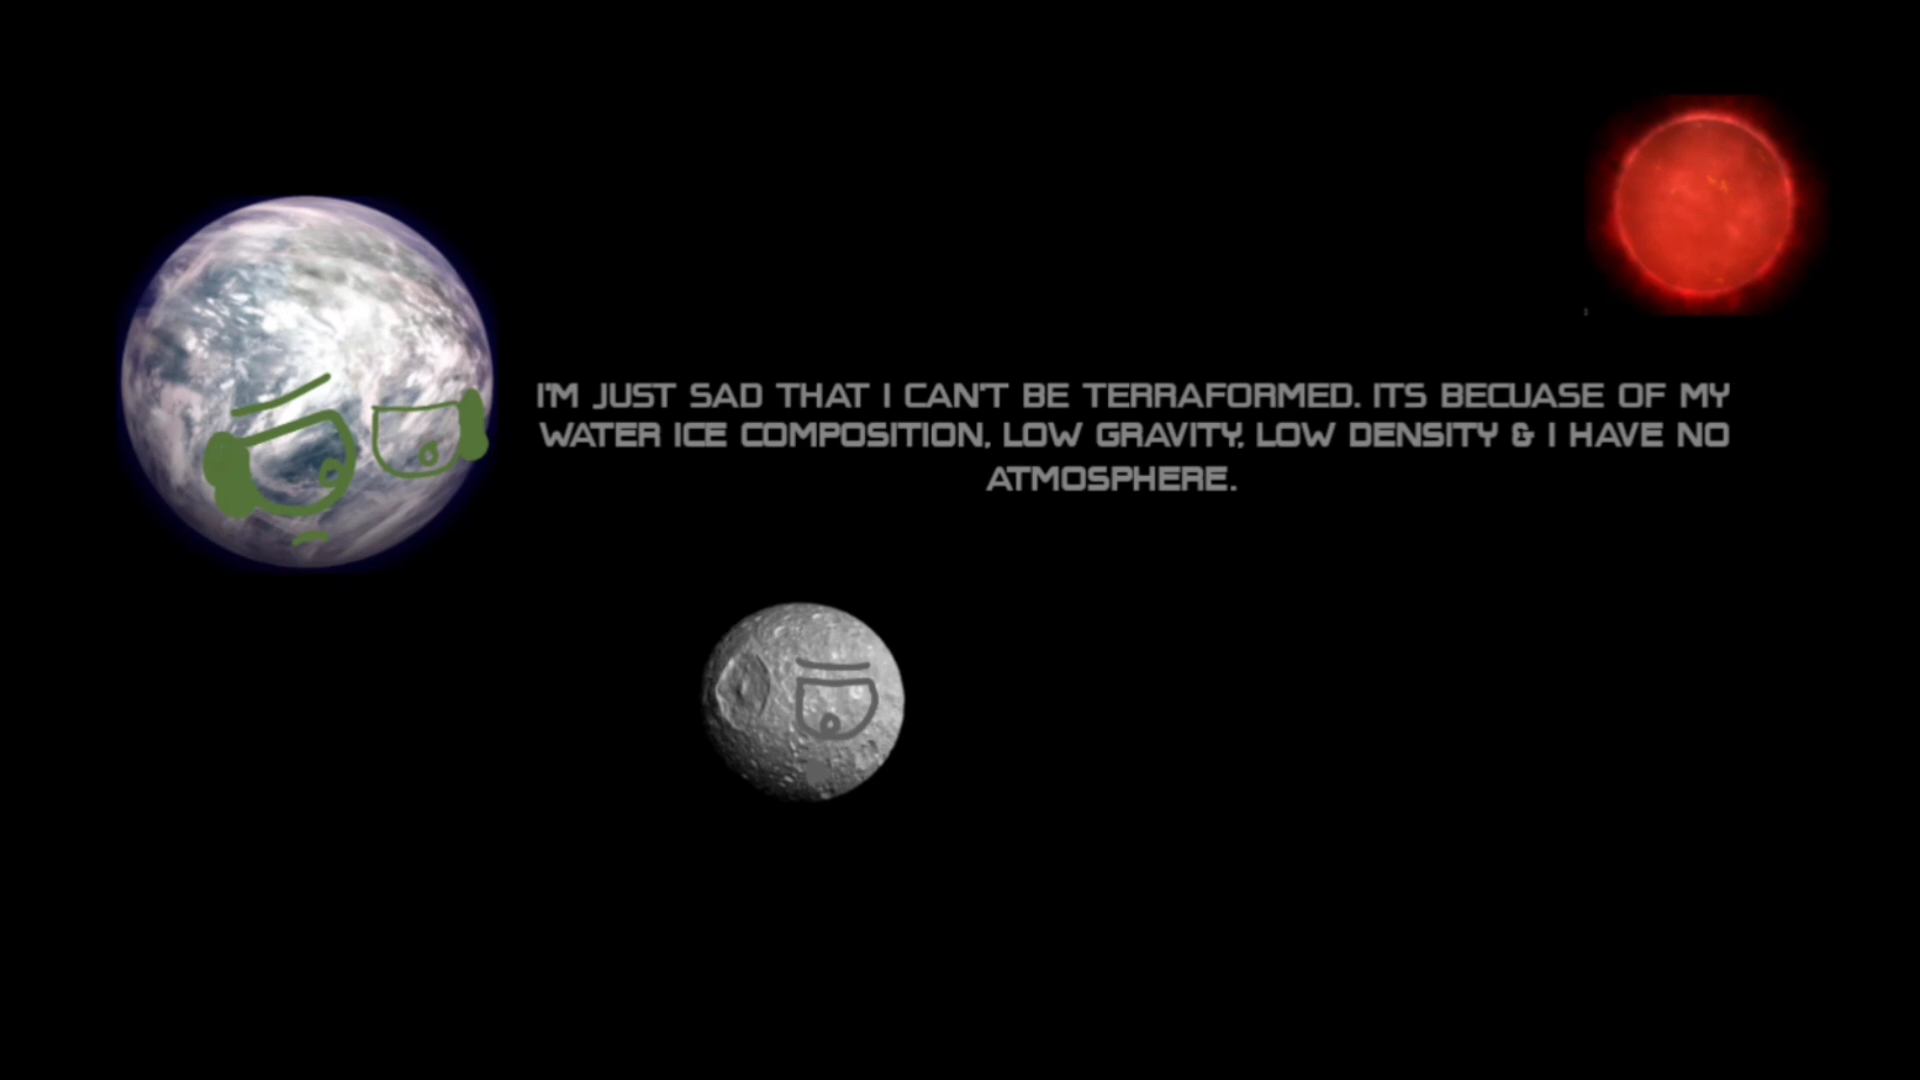 I'M JUST SAD THAT I CAN'T BE TERRAFORMED. ITS BECUASE OF MY
WATER ICE COMPOSITION, LOW GRAVITY, LOW DENSITY & I HAVE NO
ATMOSPHERE.